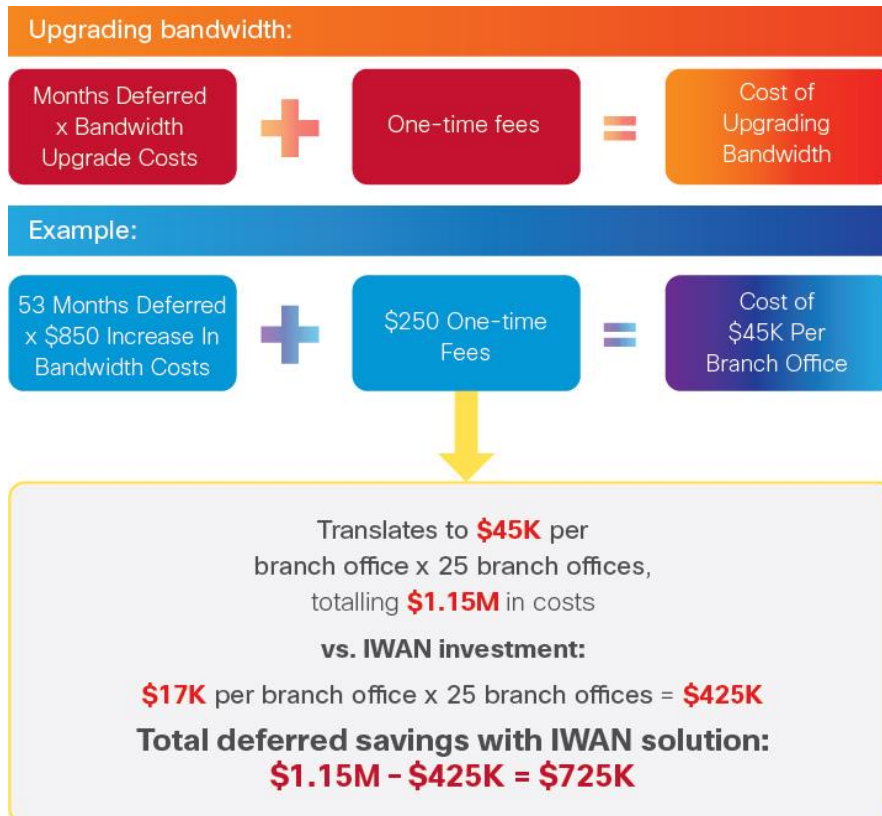 Upgrading bandwidth:
Months Deferred
x Bandwidth
Upgrade Costs
+
One-time fees
=
Cost of
Upgrading
Bandwidth
Example:
53 Months Deferred
x $850 Increase In
Bandwidth Costs
+
$250 One-time
Fees
=
Cost of
$45K Per
Branch Office
Translates to $45K per
branch office x 25 branch offices,
totalling $1.15M in costs
vs. IWAN investment:
$17K per branch office x 25 branch offices = $425K
Total deferred savings with IWAN solution:
$1.15M – $425K = $725K